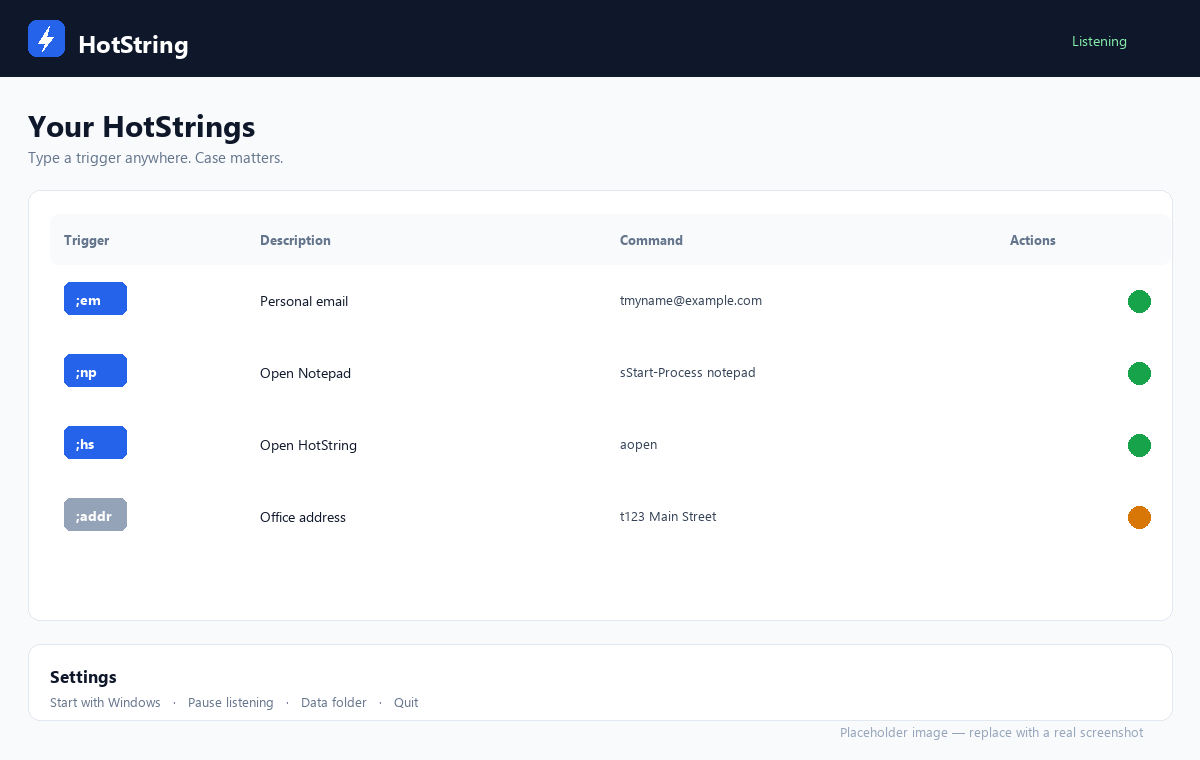 HotString
Listening
Your HotStrings
Type a trigger anywhere. Case matters.
Trigger Description Command Actions
;em Personal email tmyname@example.com
;np Open Notepad sStart-Process notepad
;hs Open HotString aopen
;addr Office address t123 Main Street
Settings
Start with Windows · Pause listening · Data folder · Quit
Placeholder image — replace with a real screenshot